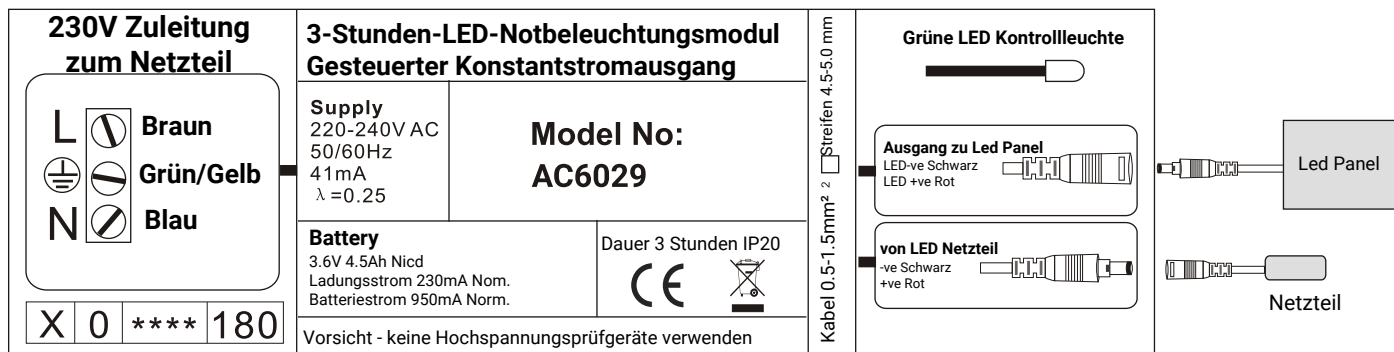 230V Zuleitung
zum Netzteil
L
Braun
Grün/Gelb
N
Blau
X 0 **** 180
3-Stunden-LED-Notbeleuchtungsmodul
Gesteuerter Konstantstromausgang
Supply
220-240V AC
50/60Hz
41mA
λ =0.25
Model No:
AC6029
Battery
3.6V 4.5Ah Nicd
Ladungsstrom 230mA Nom.
Batteriestrom 950mA Norm.
Dauer 3 Stunden IP20
CE
Vorsicht - keine Hochspannungsprüfgeräte verwenden
Kabel 0.5-1.5mm² ² □Streifen 4.5-5.0 mm
Grüne LED Kontrollleuchte
Ausgang zu Led Panel
LED-ve Schwarz
LED +ve Rot
von LED Netzteil
-ve Schwarz
+ve Rot
Led Panel
Netzteil